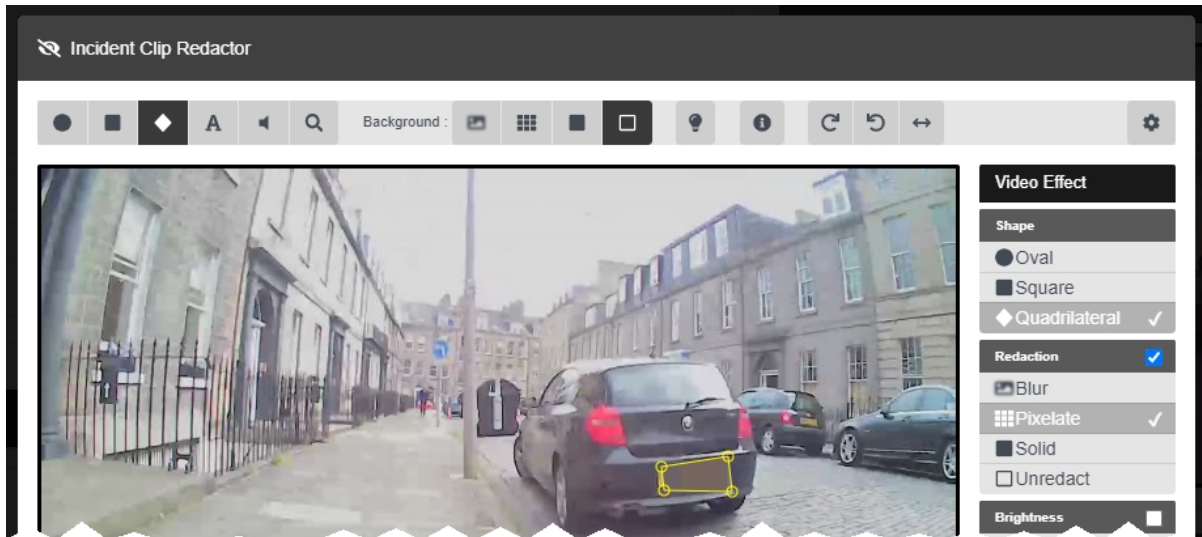 Incident Clip Redactor
A
Background :
Video Effect
Shape
Oval
Square
Quadrilateral
Redaction
Blur
Pixelate
Solid
Unredact
Brightness